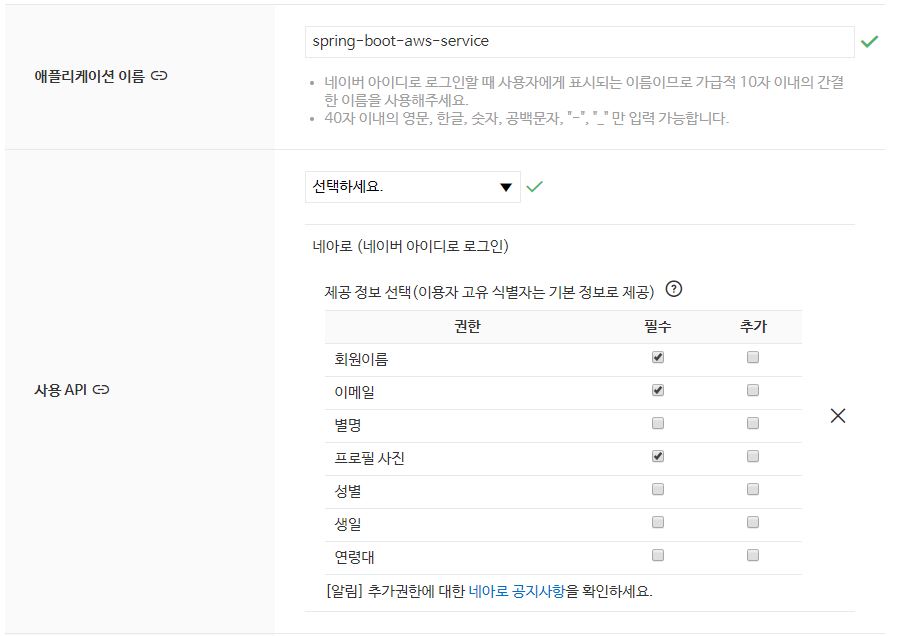 애플리케이션 이름
spring-boot-aws-service
• 네이버 아이디로 로그인할 때 사용자에게 표시되는 이름이므로 가급적 10자 이내의 간결
한 이름을 사용해주세요.
• 40자 이내의 영문, 한글, 숫자, 공백문자, "-", "_" 만 입력 가능합니다.
사용 API
선택하세요.
네아로 (네이버 아이디로 로그인)
제공 정보 선택(이용자 고유 식별자는 기본 정보로 제공) ?
권한 필수 추가
회원이름
이메일
별명
프로필 사진
성별
생일
연령대
[알림] 추가권한에 대한 네아로 공지사항을 확인하세요.